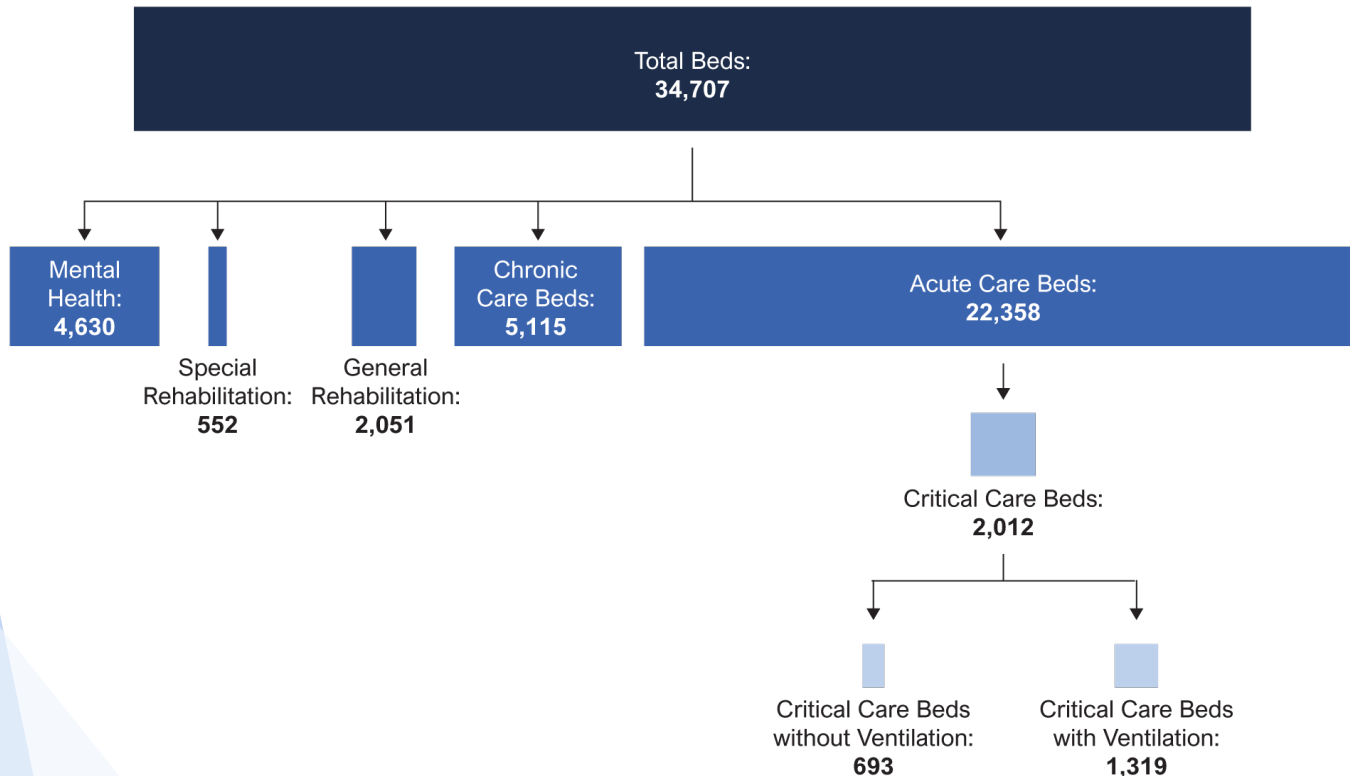 Total Beds:
34,707
Mental
Health:
4,630
Special
Rehabilitation:
552
General
Rehabilitation:
2,051
Chronic
Care Beds:
5,115
Acute Care Beds:
22,358
Critical Care Beds:
2,012
Critical Care Beds
without Ventilation:
693
Critical Care Beds
with Ventilation:
1,319